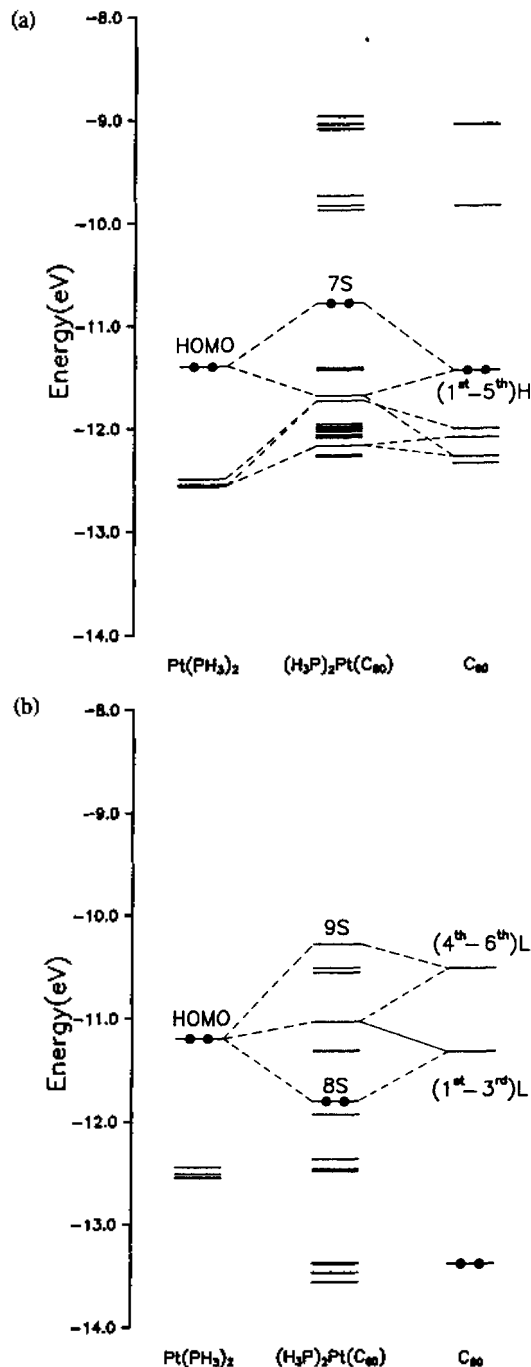 (a)
-8.0
-9.0
-10.0
-11.0
-12.0
-13.0
-14.0
Energy(eV)
HOMO
7S
(1st-5th)H
Pt(PH3)2
(H3P)2Pt(C60)
C60
(b)
-8.0
-9.0
-10.0
-11.0
-12.0
-13.0
-14.0
Energy(eV)
HOMO
9S
8S
(4th-6th)L
(1st-3rd)L
Pt(PH3)2
(H3P)2Pt(C60)
C60